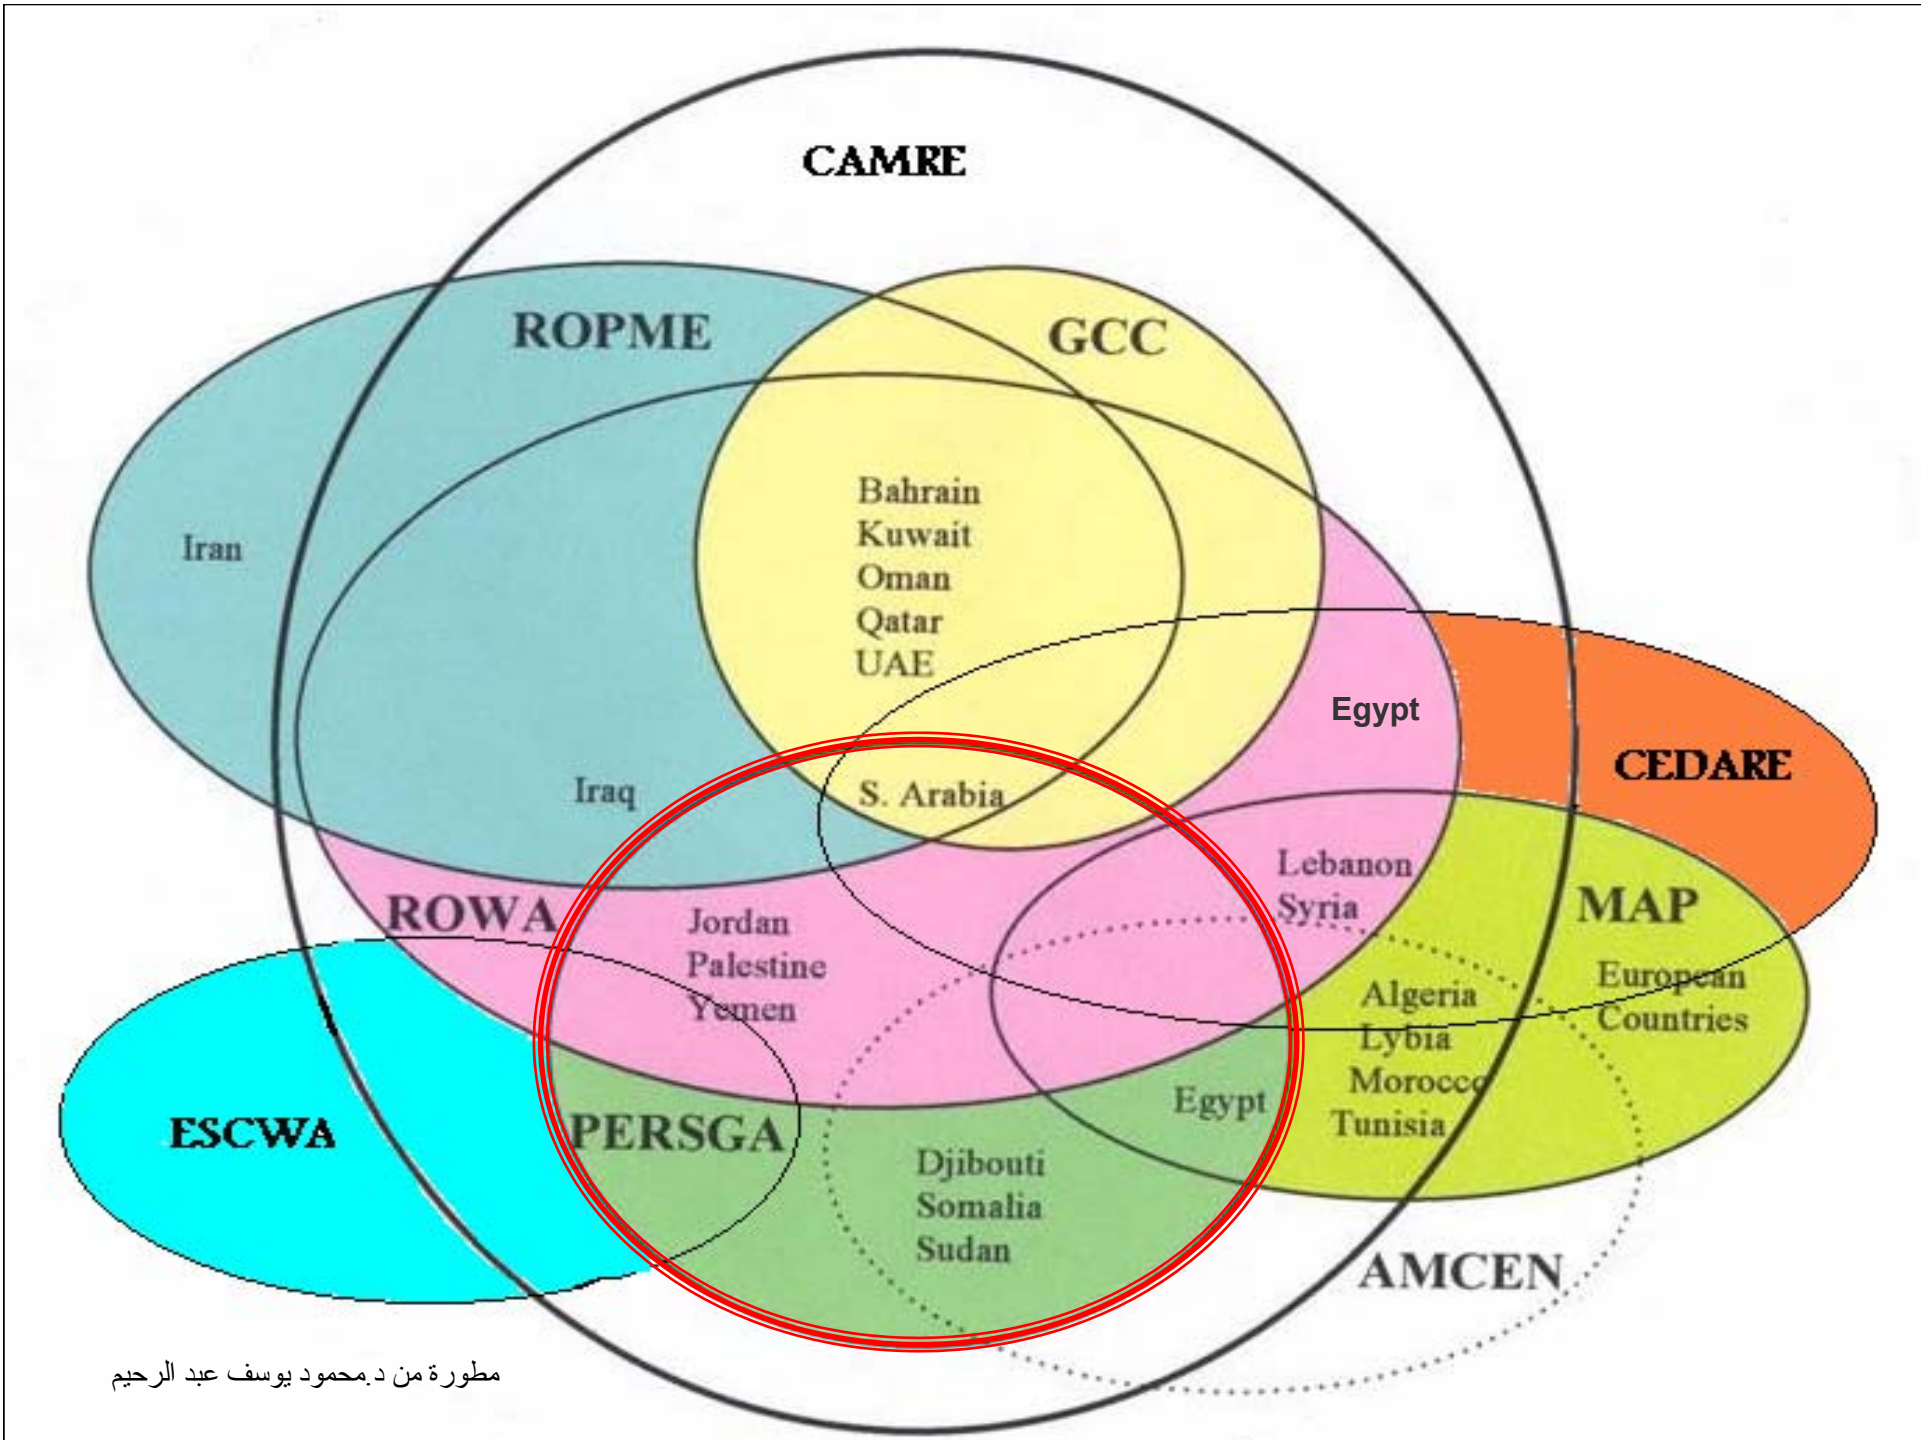 CAMRE
ROPME
GCC
Bahrain
Kuwait
Oman
Qatar
UAE
Iran
Egypt
CEDARE
Iraq
S. Arabia
Lebanon
Syria
MAP
ROWA
Jordan
Palestine
Yemen
European
Countries
Algeria
Lybia
Morocco
Tunisia
Egypt
ESCWA
PERSGA
Djibouti
Somalia
Sudan
AMCEN
مطورة من د.محمود يوسف عبد الرحيم